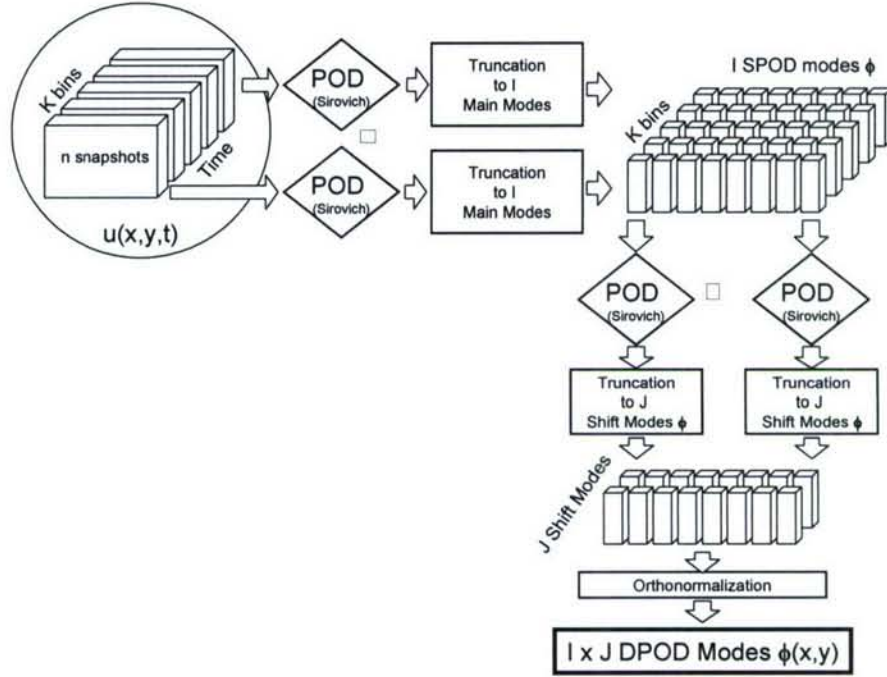 K bins
n snapshots
Time
u(x,y,t)
POD
(Sirovich)
Truncation
to I
Main Modes
POD
(Sirovich)
Truncation
to I
Main Modes
I SPOD modes ϕ
K bins
POD
(Sirovich)
POD
(Sirovich)
Truncation
to J
Shift Modes ϕ
Truncation
to J
Shift Modes ϕ
J Shift Modes
Orthonormalization
I x J DPOD Modes ϕ(x,y)